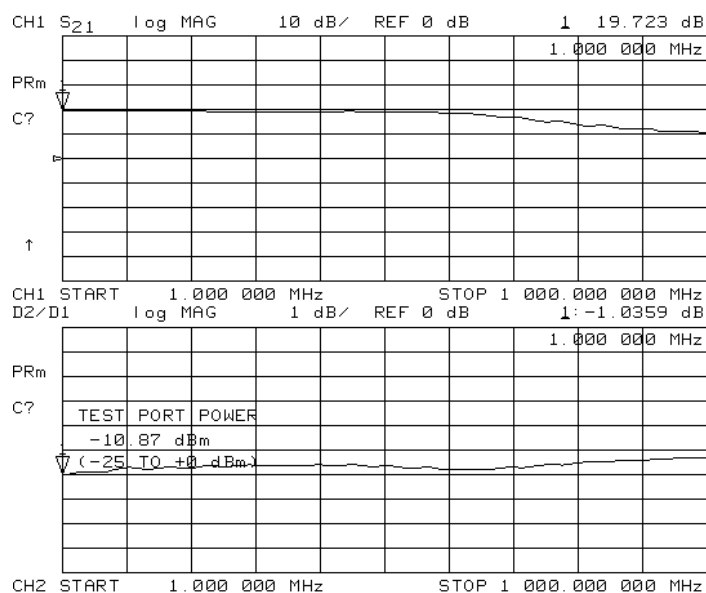 CH1 S21 log MAG 10 dB/ REF 0 dB 1 19.723 dB
1.000 000 MHz
PRm
C?
↑
CH1 START 1.000 000 MHz STOP 1 000.000 000 MHz
D2/D1 log MAG 1 dB/ REF 0 dB 1:-1.0359 dB
1.000 000 MHz
PRm
C?
TEST PORT POWER
-10.87 dBm
(-25 TO +0 dBm)
CH2 START 1.000 000 MHz STOP 1 000.000 000 MHz